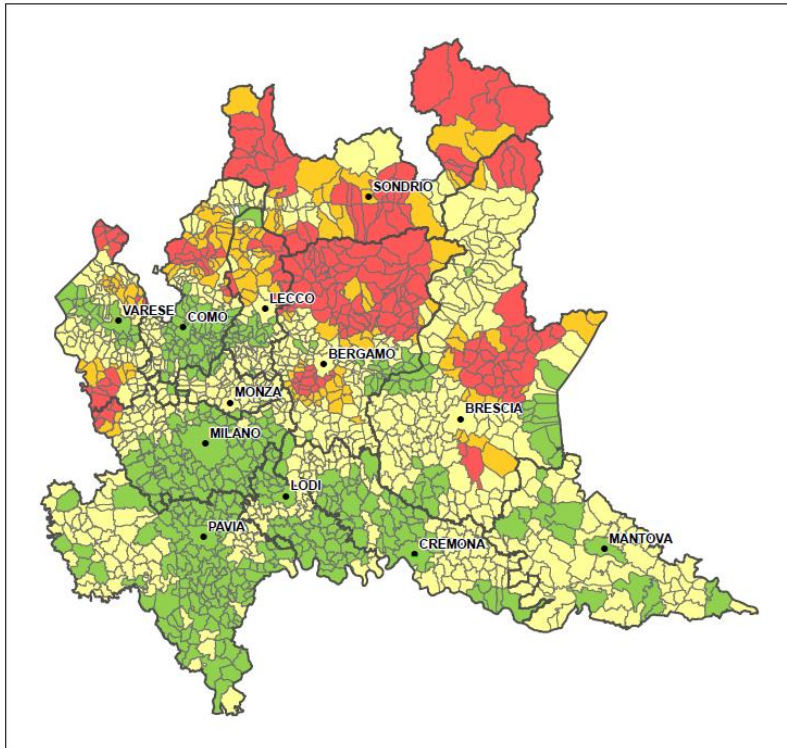 SONDRIO
LECCO
VARESE
COMO
BERGAMO
MONZA
BRESCIA
MILANO
LODI
PAVIA
CREMONA
MANTOVA